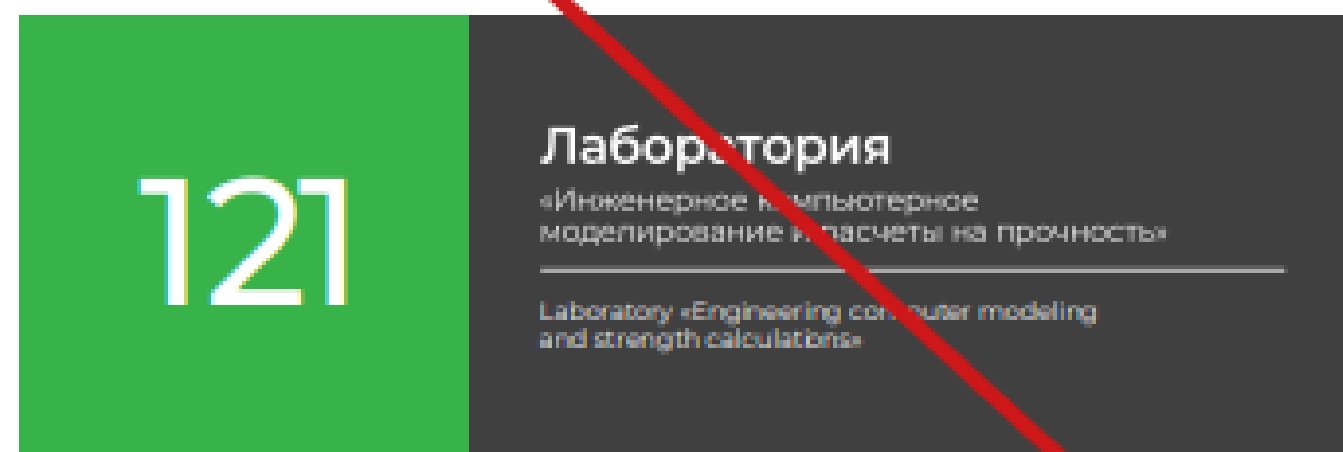 121
Лаборатория
«Инженерное компьютерное
моделирование и расчеты на прочность»
Laboratory «Engineering computer modeling
and strength calculations»